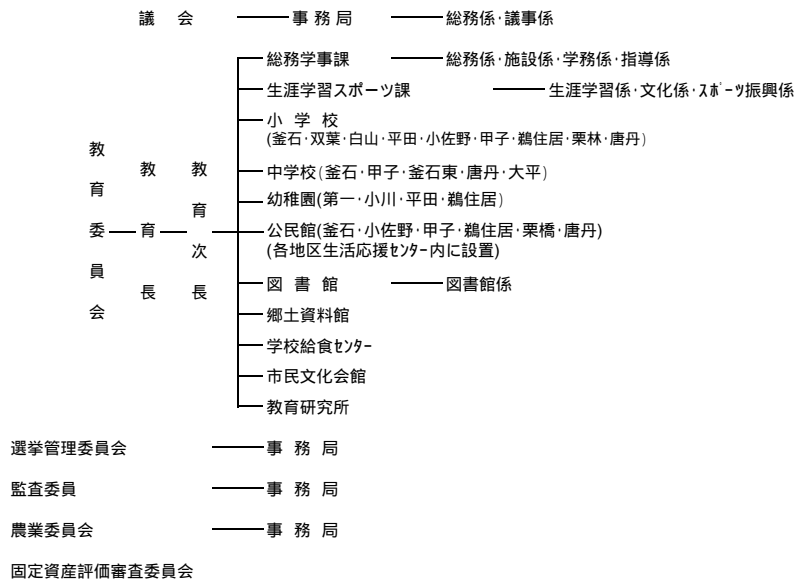 議 会 事 務 局 総務係･議事係
総務学事課 総務係･施設係･学務係･指導係
生涯学習スポーツ課 生涯学習係･文化係･ｽﾎﾟｰﾂ振興係
小 学 校
(釜石･双葉･白山･平田･小佐野･甲子･鵜住居･栗林･唐丹)
中学校(釜石･甲子･釜石東･唐丹･大平)
幼稚園(第一･小川･平田･鵜住居)
教育委員会 教育長 教育次長 公民館(釜石･小佐野･甲子･鵜住居･栗橋･唐丹)
(各地区生活応援ｾﾝﾀｰ内に設置)
図 書 館 図書館係
郷土資料館
学校給食ｾﾝﾀｰ
市民文化会館
教育研究所
選挙管理委員会 事 務 局
監査委員 事 務 局
農業委員会 事 務 局
固定資産評価審査委員会